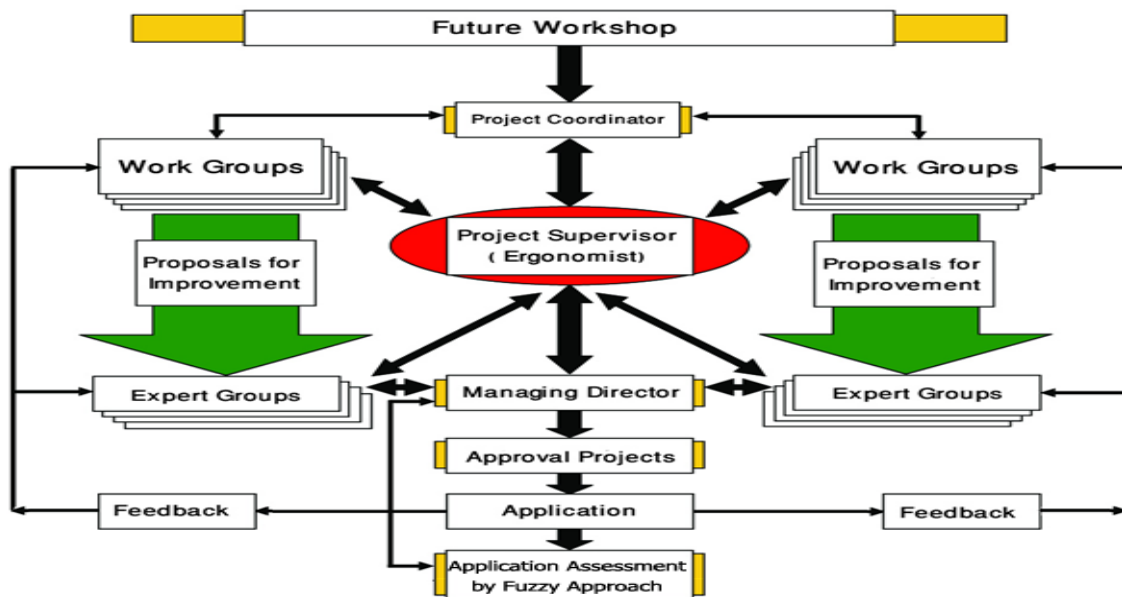 Future Workshop
Project Coordinator
Work Groups
Work Groups
Project Supervisor
( Ergonomist)
Proposals for
Improvement
Proposals for
Improvement
Expert Groups
Managing Director
Expert Groups
Approval Projects
Feedback
Application
Feedback
Application Assessment
by Fuzzy Approach